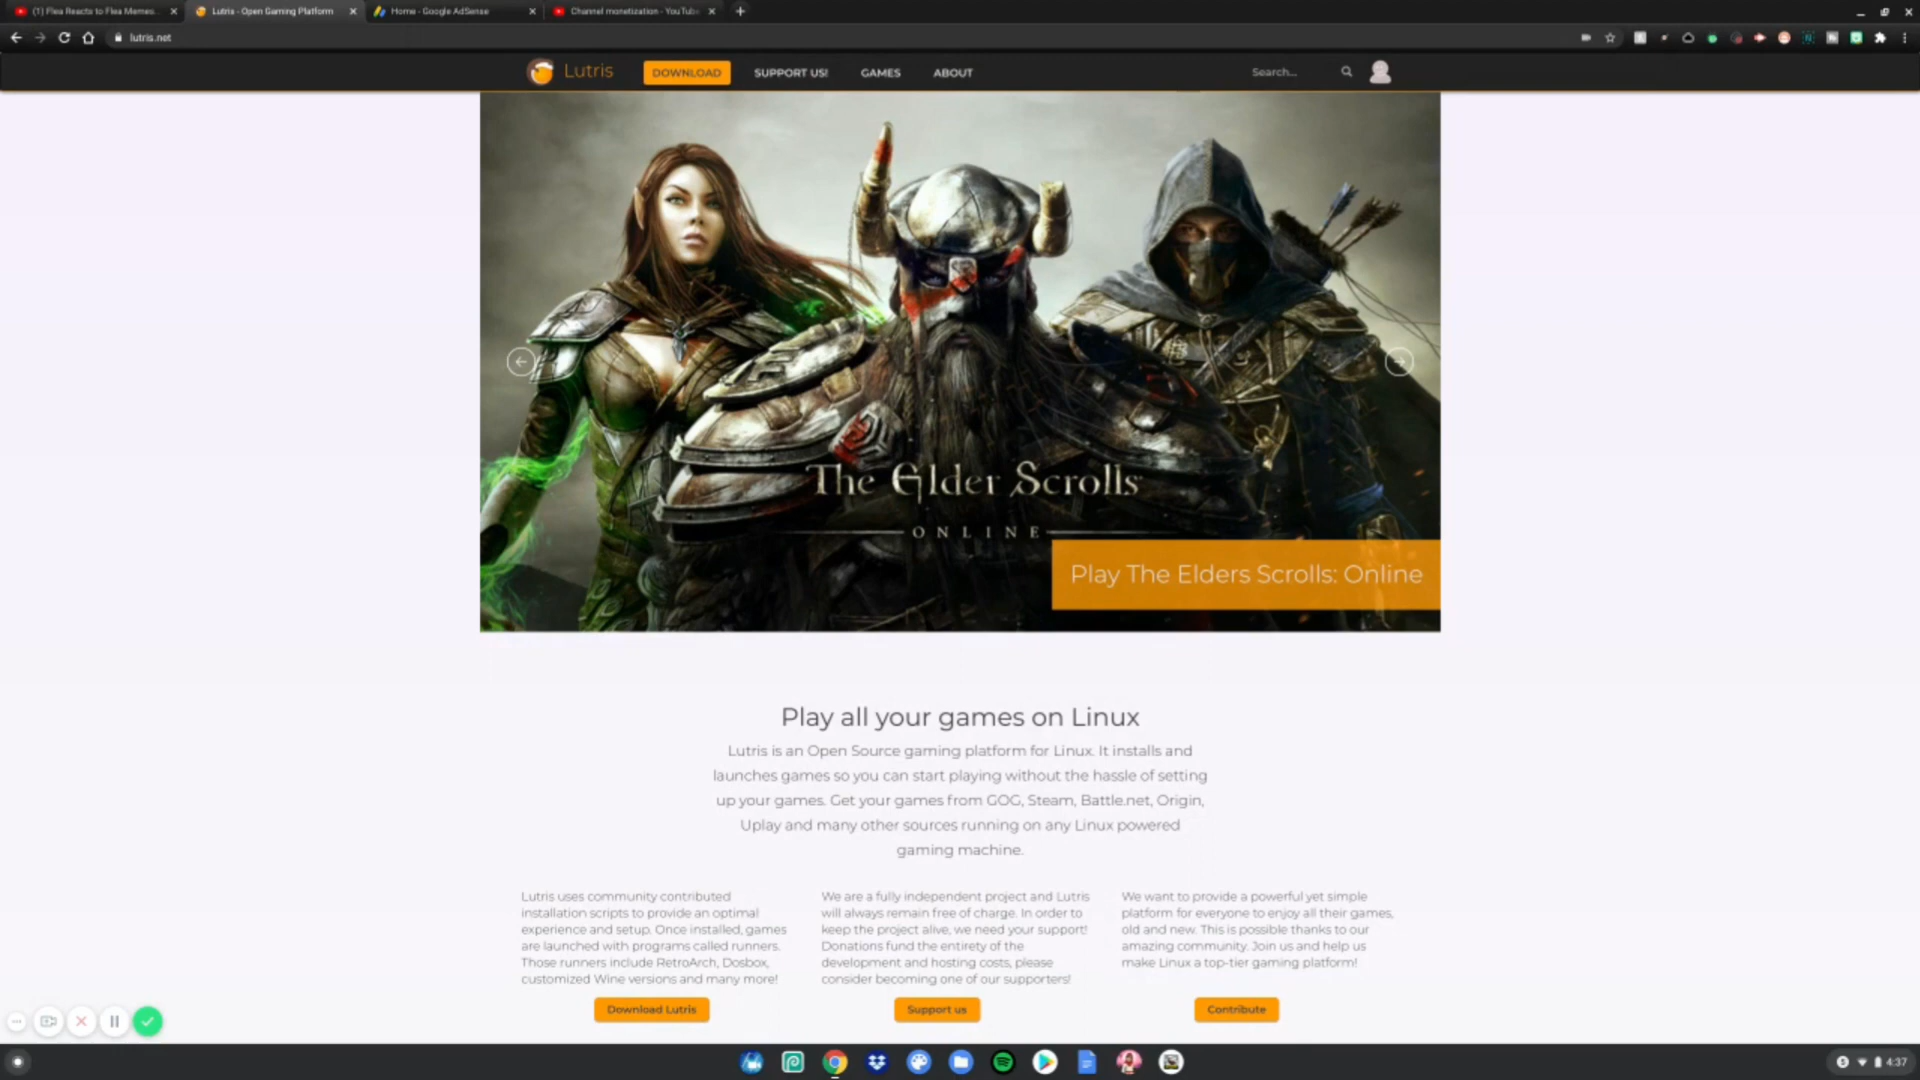 (1) Flea Reacts to Flea Memes
Lutris - Open Gaming Platform
Home - Google AdSense
Channel monetization - YouTube
lutris.net
Lutris
DOWNLOAD
SUPPORT US!
GAMES
ABOUT
Search...
The Elder Scrolls
ONLINE
Play The Elders Scrolls: Online
Play all your games on Linux
Lutris is an Open Source gaming platform for Linux. It installs and
launches games so you can start playing without the hassle of setting
up your games. Get your games from GOG, Steam, Battle.net, Origin,
Uplay and many other sources running on any Linux powered
gaming machine.
Lutris uses community contributed
installation scripts to provide an optimal
experience and setup. Once installed, games
are launched with programs called runners.
Those runners include RetroArch, Dosbox,
customized Wine versions and many more!
Download Lutris
We are a fully independent project and Lutris
will always remain free of charge. In order to
keep the project alive, we need your support!
Donations fund the entirety of the
development and hosting costs, please
consider becoming one of our supporters!
Support us
We want to provide a powerful yet simple
platform for everyone to enjoy all their games,
old and new. This is possible thanks to our
amazing community. Join us and help us
make Linux a top-tier gaming platform!
Contribute
4:37